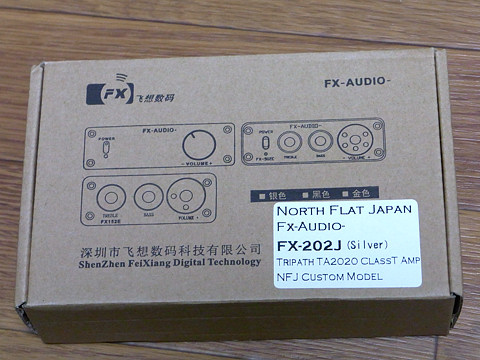 FX 飞想数码
FX-AUDIO-
POWER
FX-AUDIO-
- VOLUME +
POWER
FX-AUDIO-
TREBLE
BASS
VOLUME +
TREBLE
BASS
VOLUME +
■ 银色 ■ 黑色 ■ 金色
深圳市飞想数码科技有限公司
ShenZhen FeiXiang Digital Technology
NORTH FLAT JAPAN
FX-AUDIO-
FX-202J (Silver)
TRIPATH TA2020 CLASST AMP
NFJ CUSTOM MODEL